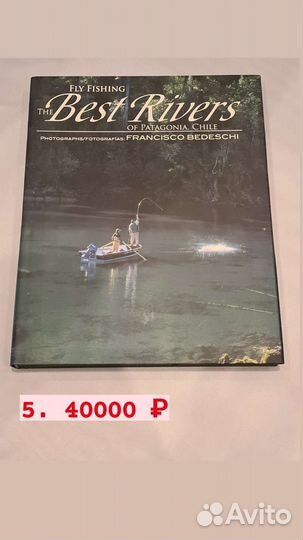 FLY FISHING
THE Best Rivers
OF PATAGONIA, CHILE
PHOTOGRAPHS/FOTOGRAFÍAS: FRANCISCO BEDESCHI
5. 40000 ₽
Avito